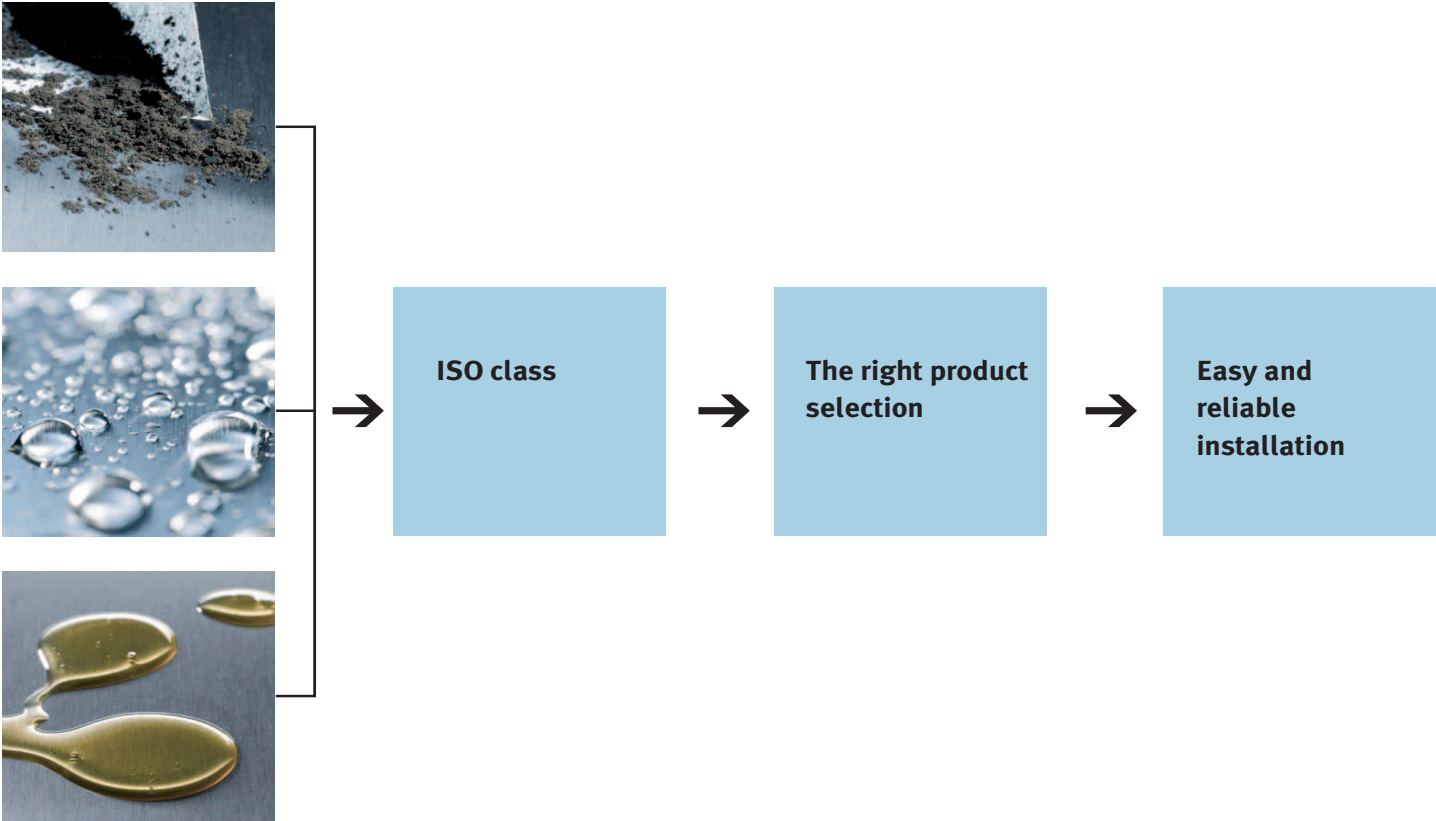 ISO class
The right product
selection
Easy and
reliable
installation